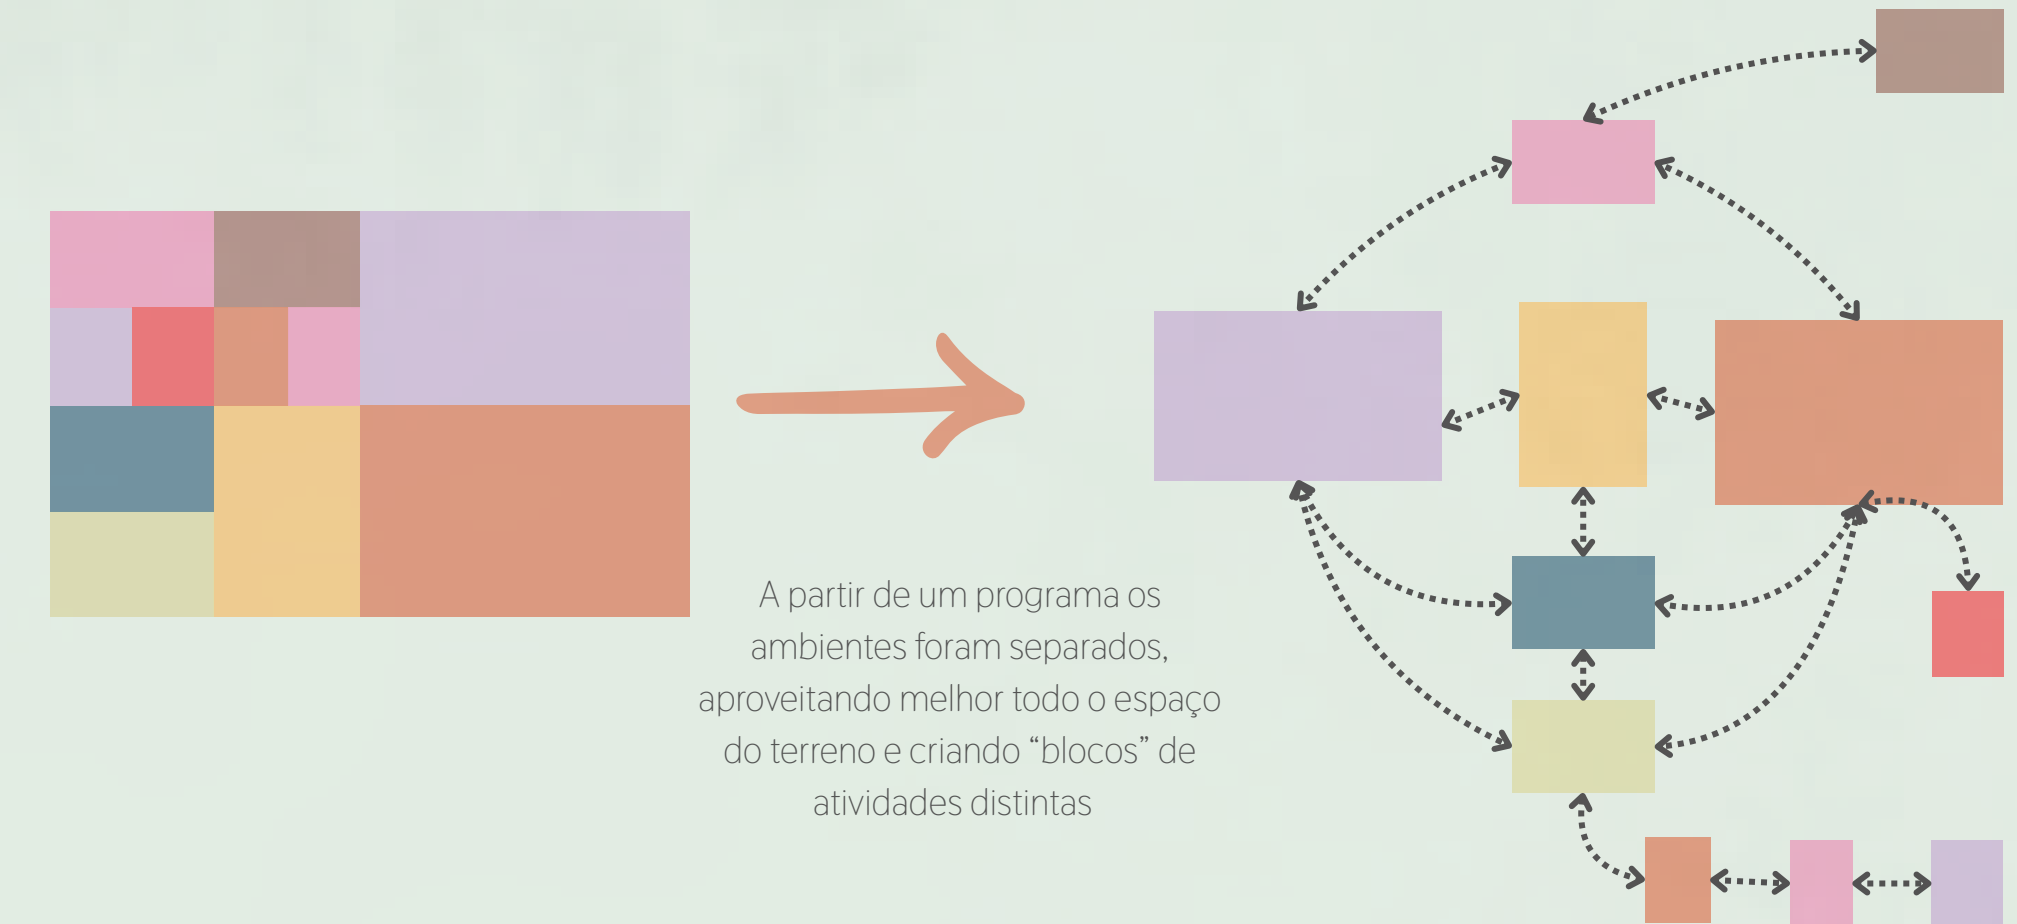 A partir de um programa os
ambientes foram separados,
aproveitando melhor todo o espaço
do terreno e criando “blocos” de
atividades distintas